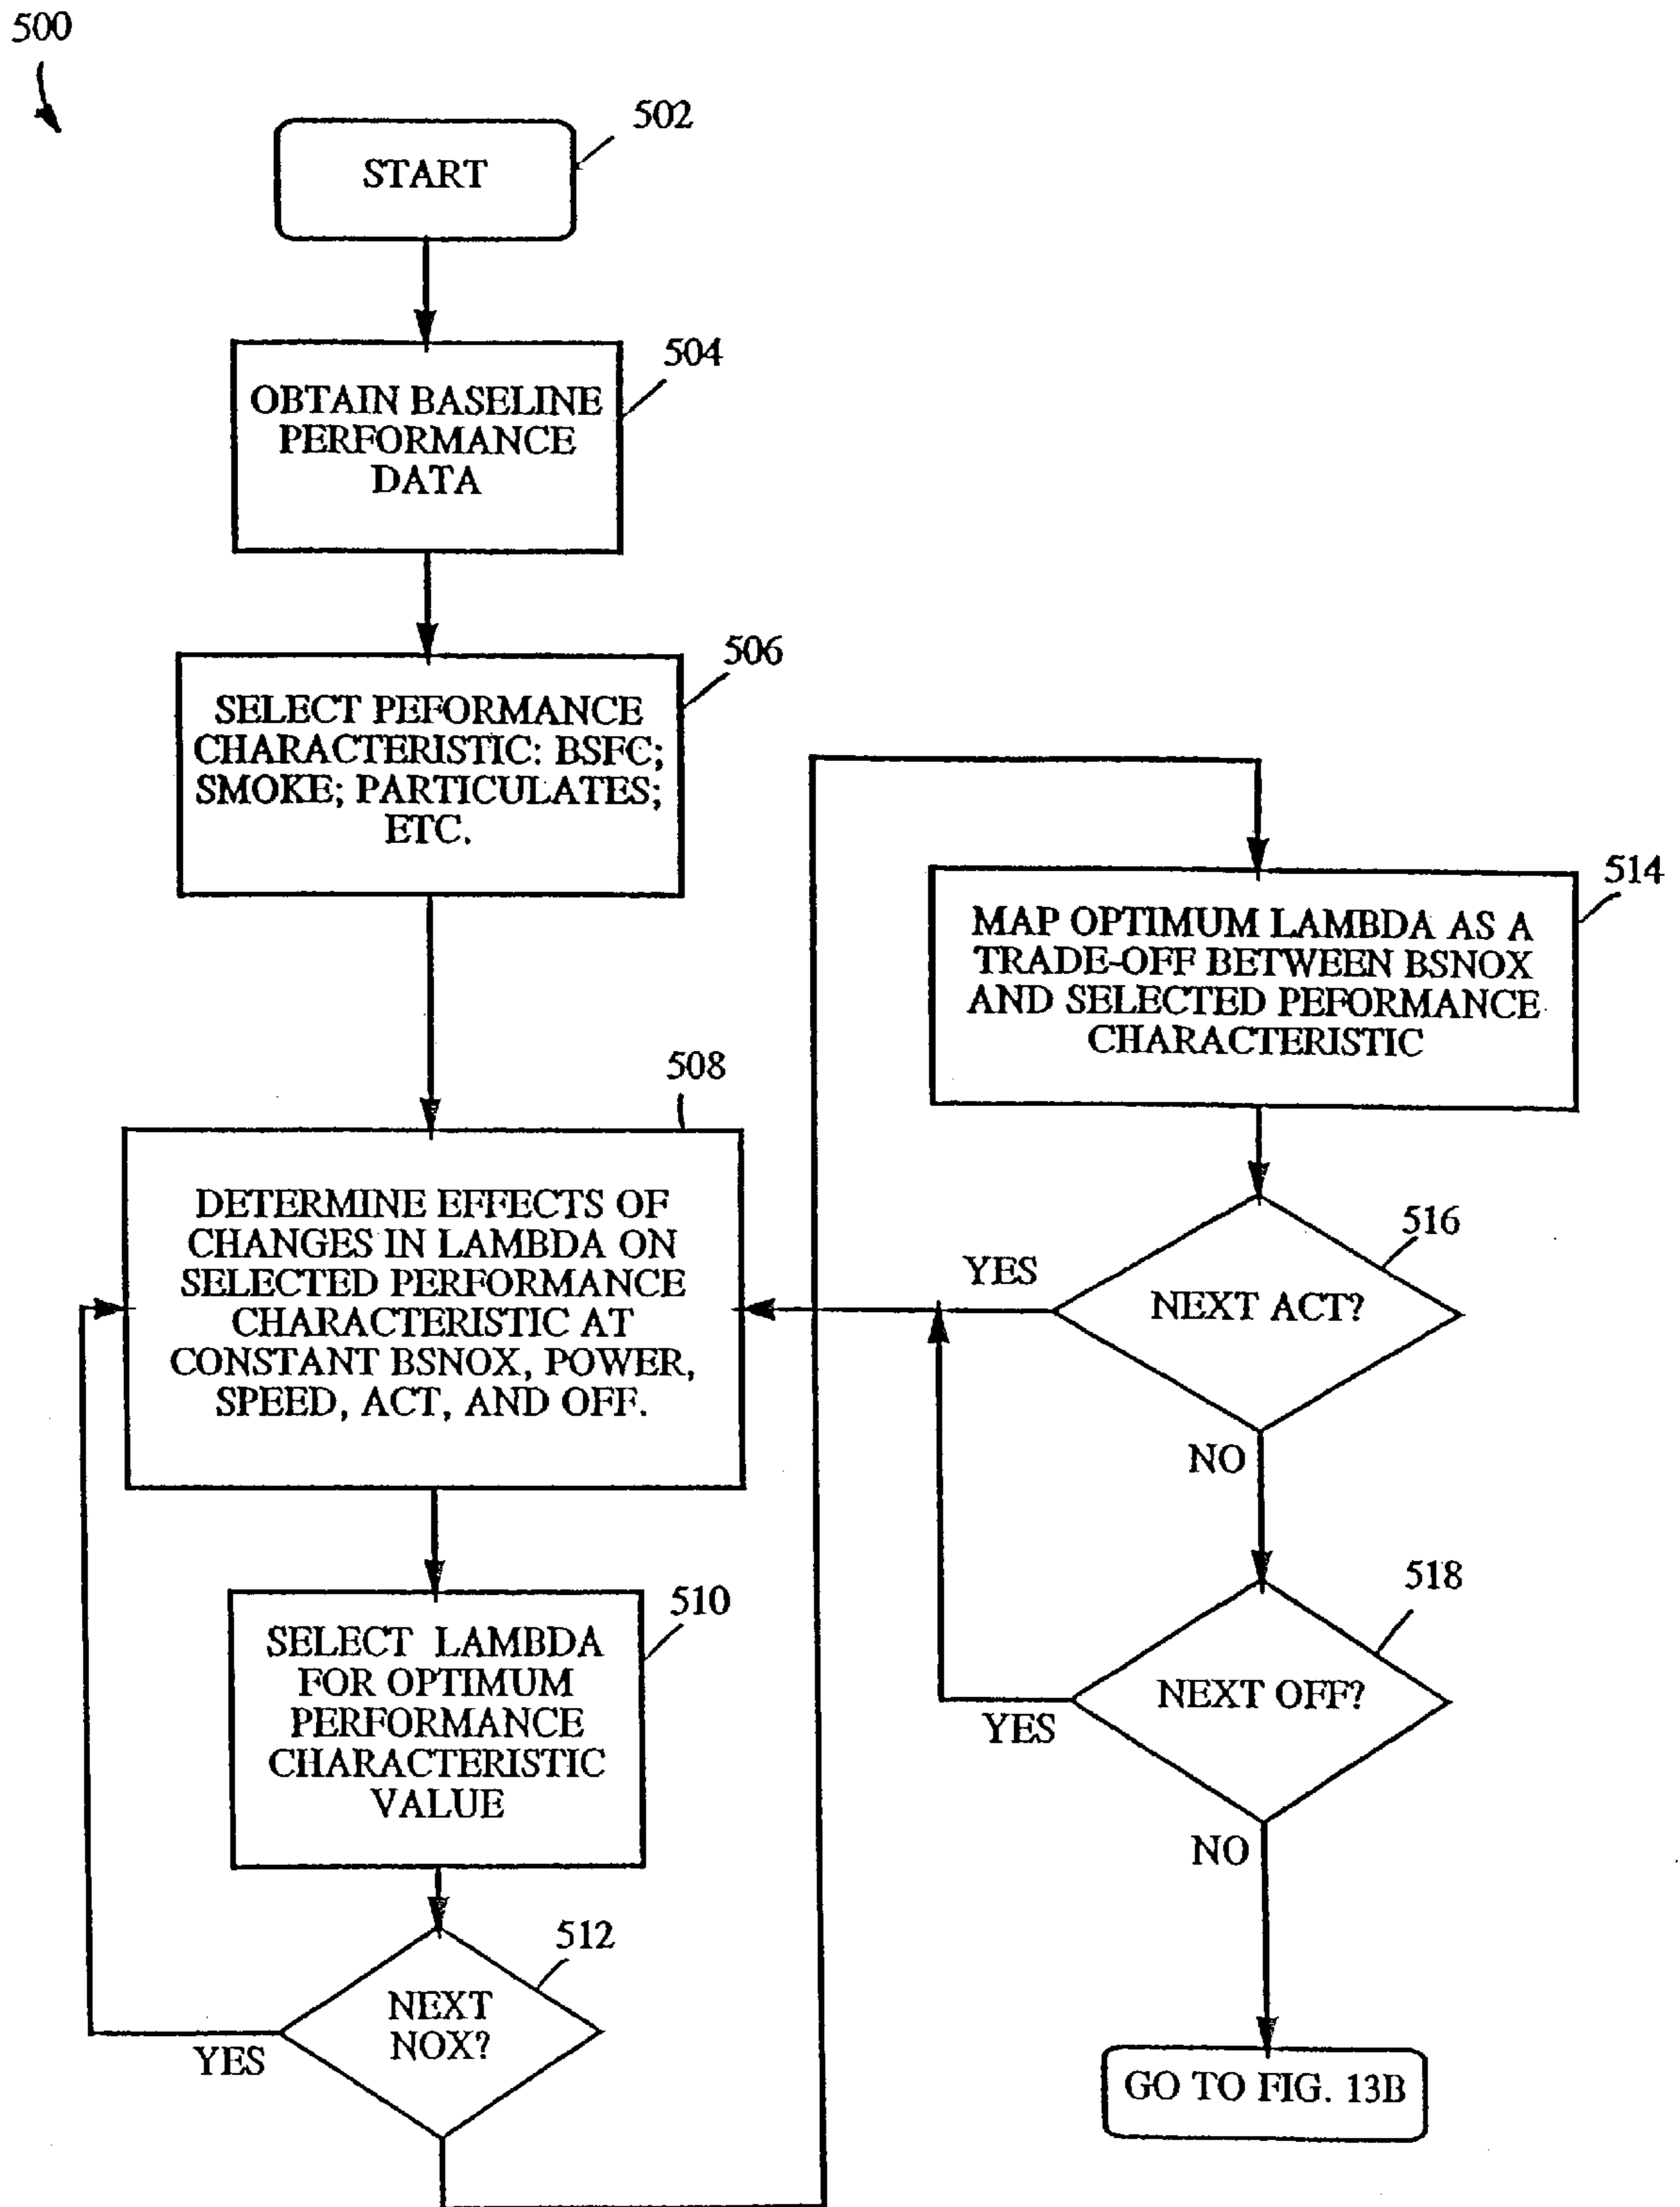 500
502
START
504
OBTAIN BASELINE
PERFORMANCE
DATA
506
SELECT PEFORMANCE
CHARACTERISTIC: BSFC;
SMOKE; PARTICULATES;
ETC.
508
DETERMINE EFFECTS OF
CHANGES IN LAMBDA ON
SELECTED PERFORMANCE
CHARACTERISTIC AT
CONSTANT BSNOX, POWER,
SPEED, ACT, AND OFF.
510
SELECT LAMBDA
FOR OPTIMUM
PERFORMANCE
CHARACTERISTIC
VALUE
512
NEXT
NOX?
YES
514
MAP OPTIMUM LAMBDA AS A
TRADE-OFF BETWEEN BSNOX
AND SELECTED PEFORMANCE
CHARACTERISTIC
516
NEXT ACT?
YES
NO
518
NEXT OFF?
YES
NO
GO TO FIG. 13B